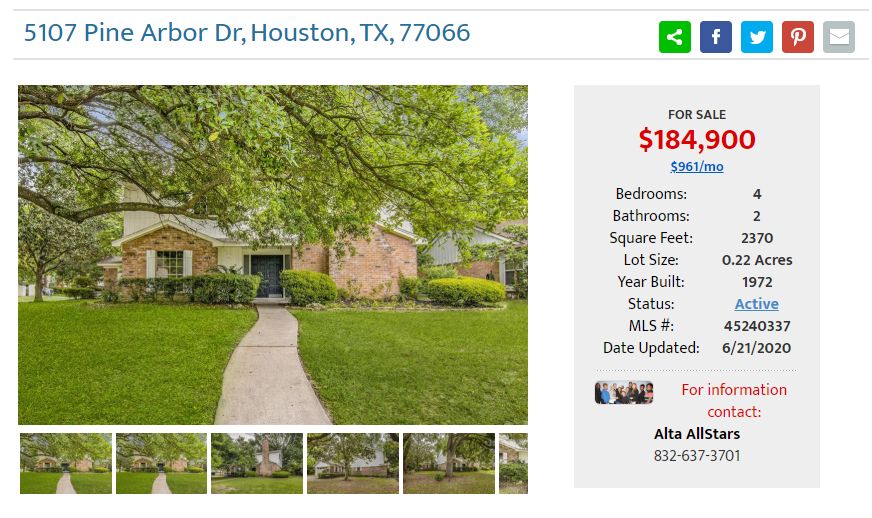 5107 Pine Arbor Dr, Houston, TX, 77066
FOR SALE
$184,900
$961/mo
Bedrooms: 4
Bathrooms: 2
Square Feet: 2370
Lot Size: 0.22 Acres
Year Built: 1972
Status: Active
MLS #: 45240337
Date Updated: 6/21/2020
For information
contact:
Alta AllStars
832-637-3701